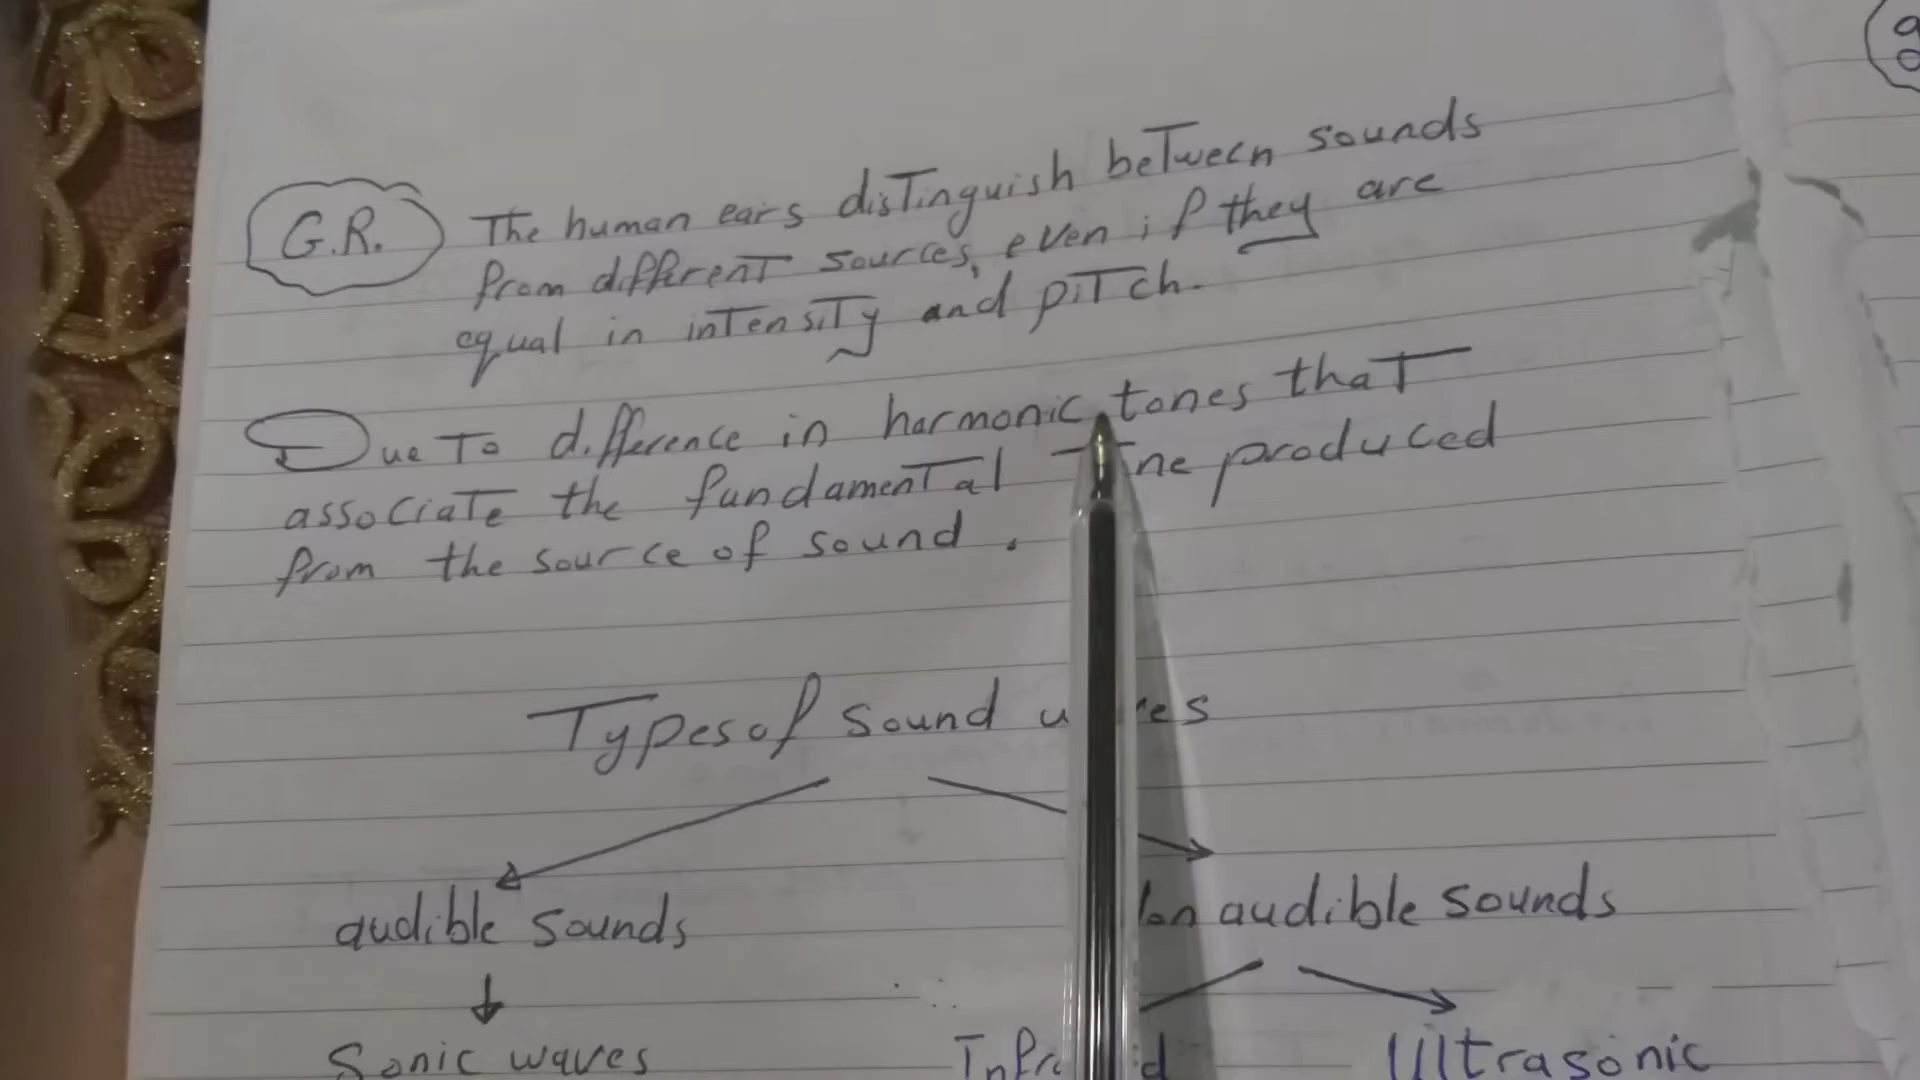 G.R. The human ears distinguish between sounds
from different sources, even if they are
equal in intensity and pitch.
Due To difference in harmonic tones that
associate the fundamental produced
from the source of sound.
Types of sound
audible sounds audible sounds
Sonic waves Ultrasonic